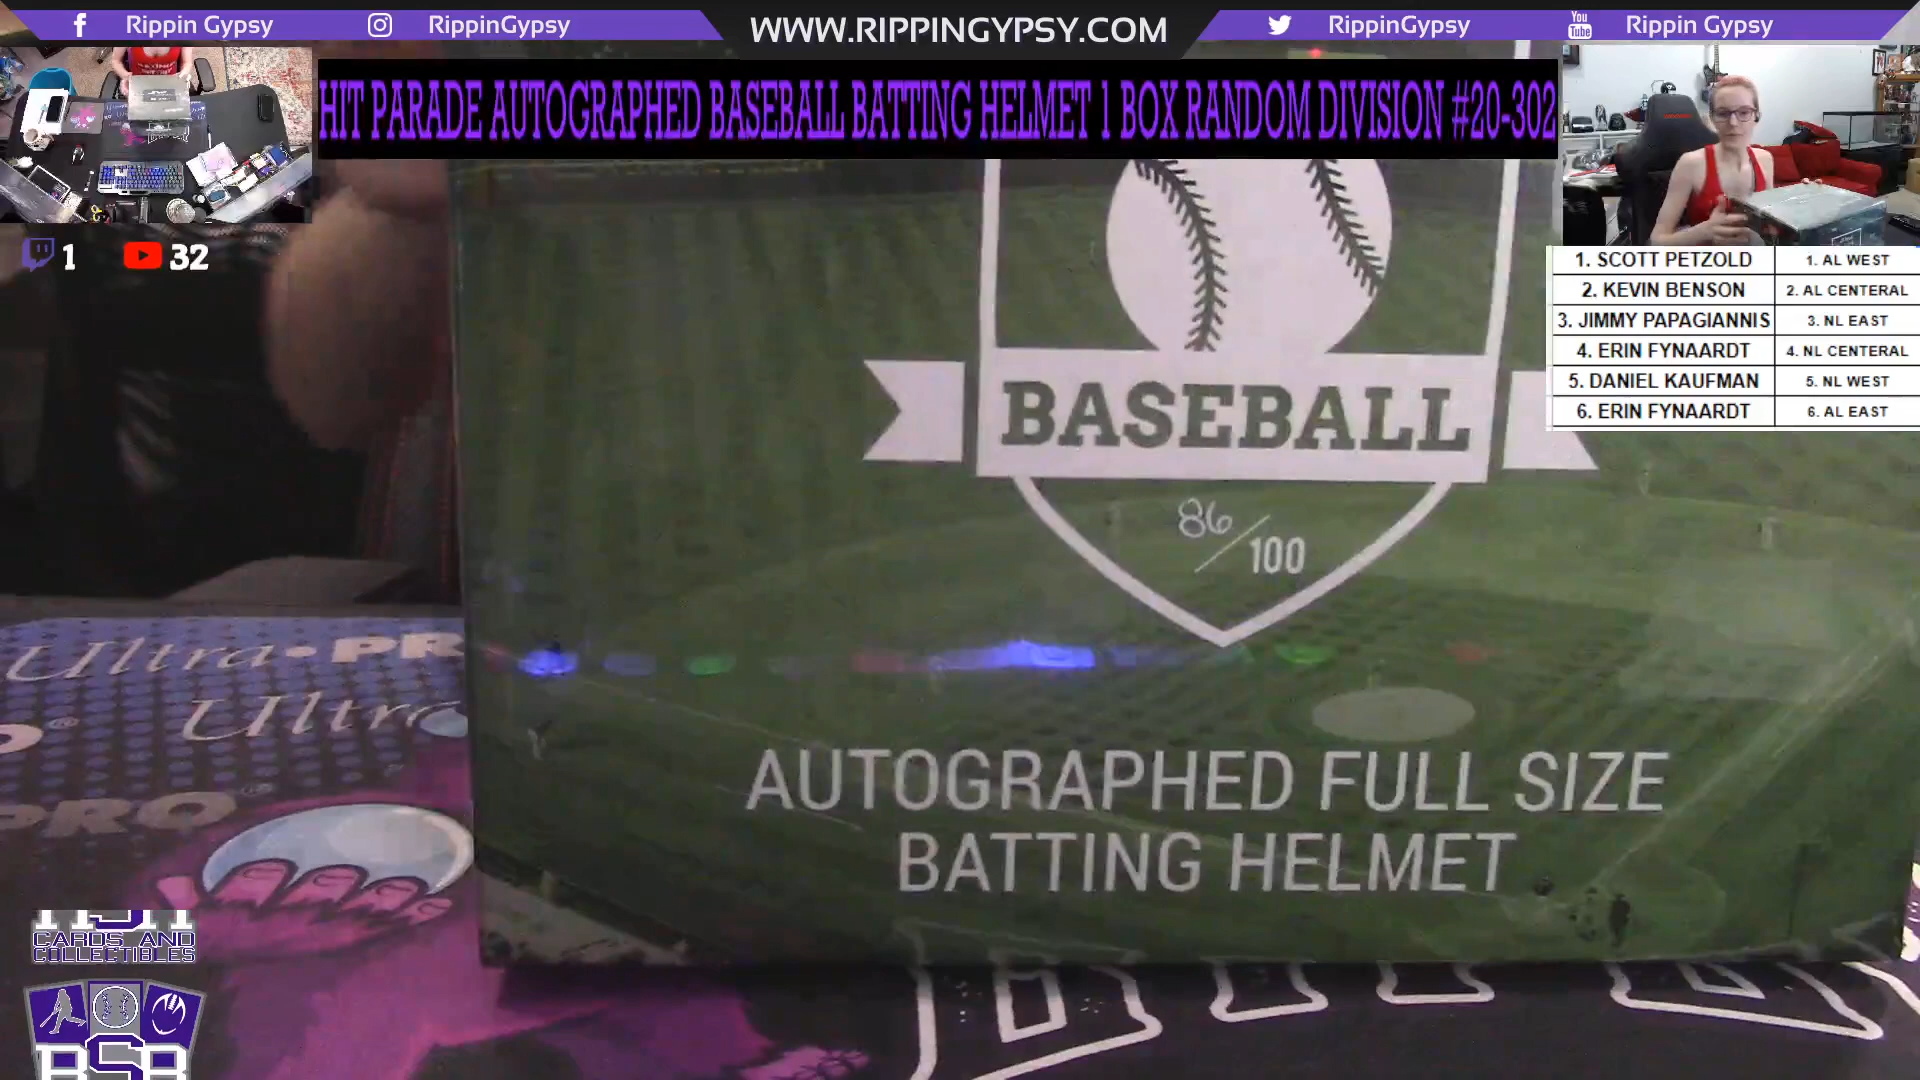 Rippin Gypsy
RippinGypsy
WWW.RIPPINGYPSY.COM
RippinGypsy
You
Tube
Rippin Gypsy
HIT PARADE AUTOGRAPHED BASEBALL BATTING HELMET 1 BOX RANDOM DIVISION #20-302
1
32
1. SCOTT PETZOLD 1. AL WEST
2. KEVIN BENSON 2. AL CENTERAL
3. JIMMY PAPAGIANNIS 3. NL EAST
4. ERIN FYNAARDT 4. NL CENTERAL
5. DANIEL KAUFMAN 5. NL WEST
6. ERIN FYNAARDT 6. AL EAST
BASEBALL
86/100
AUTOGRAPHED FULL SIZE
BATTING HELMET
Ultra PR
Ultra
PRO
CARDS AND
COLLECTIBLES
BSB